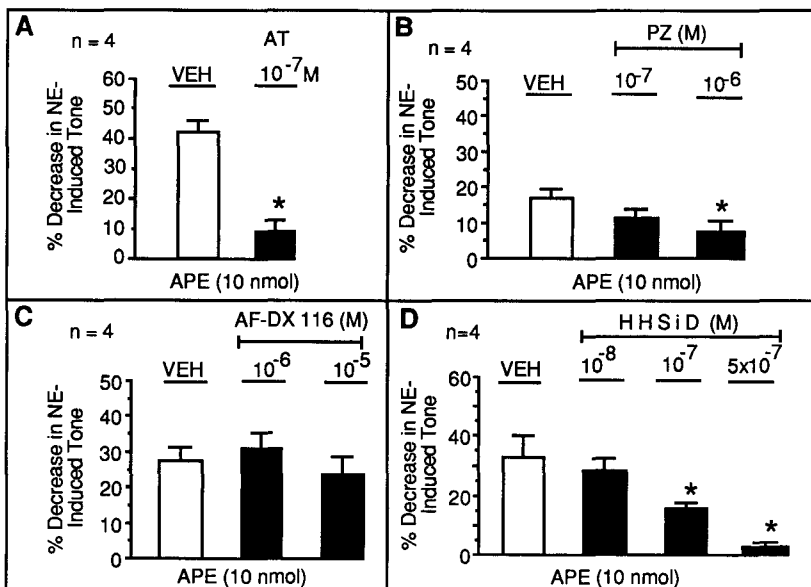 A
n = 4
AT
VEH
10⁻⁷M
% Decrease in NE-
Induced Tone
60
50
40
30
20
10
0
*
APE (10 nmol)
B
n = 4
PZ (M)
VEH
10⁻⁷
10⁻⁶
% Decrease in NE-
Induced Tone
50
40
30
20
10
0
*
APE (10 nmol)
C
n = 4
AF-DX 116 (M)
VEH
10⁻⁶
10⁻⁵
% Decrease in NE-
Induced Tone
50
40
30
20
10
0
APE (10 nmol)
D
n=4
HHSiD (M)
VEH
10⁻⁸
10⁻⁷
5x10⁻⁷
% Decrease in NE-
Induced Tone
60
40
20
0
*
*
APE (10 nmol)